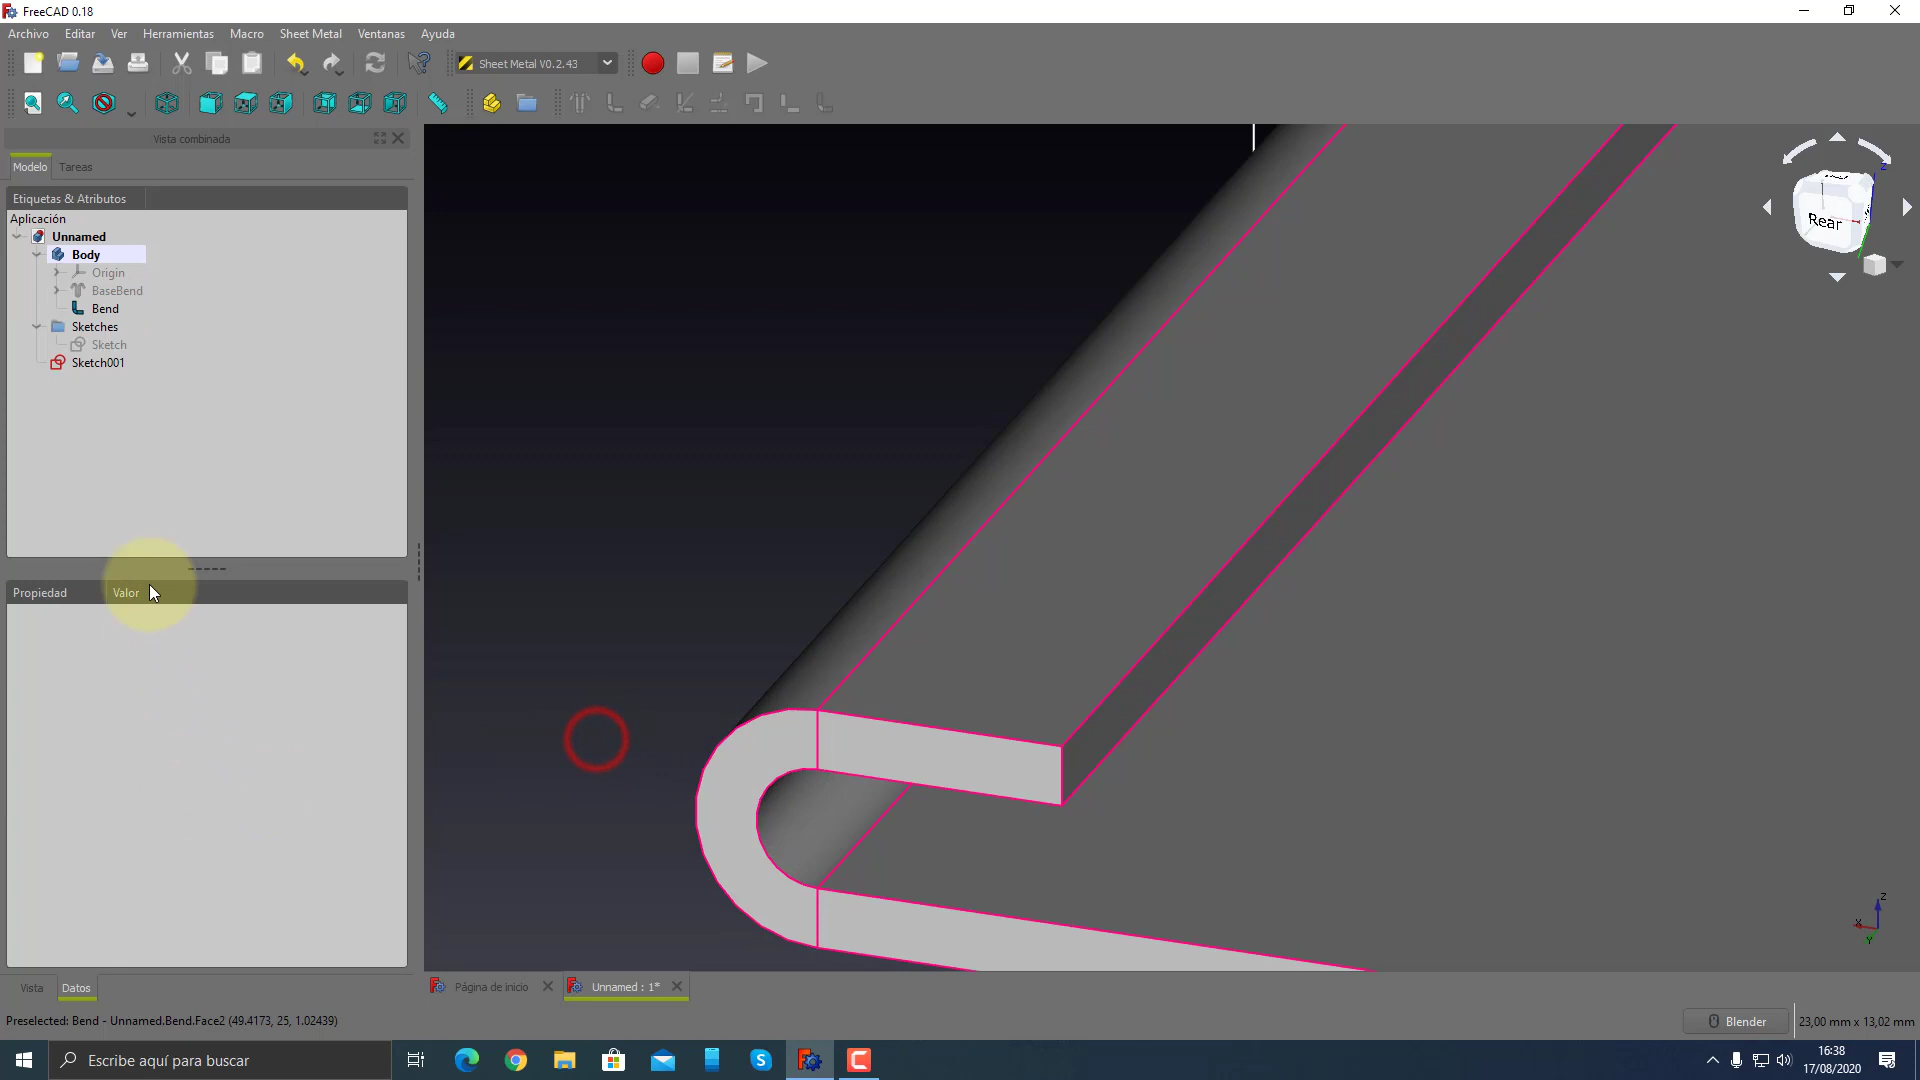 FreeCAD 0.18
Archivo Editar Ver Herramientas Macro Sheet Metal Ventanas Ayuda
Sheet Metal V0.2.43
Vista combinada
Modelo Tareas
Etiquetas & Atributos
Aplicación
Unnamed
Body
Origin
BaseBend
Bend
Sketches
Sketch
Sketch001
Propiedad Valor
Vista Datos
Rear
Z
Z
X
Y
Página de inicio
Unnamed : 1*
Preselected: Bend - Unnamed.Bend.Face2 (49.4173, 25, 1.02439)
Blender
23,00 mm x 13,02 mm
Escribe aquí para buscar
16:38
17/08/2020